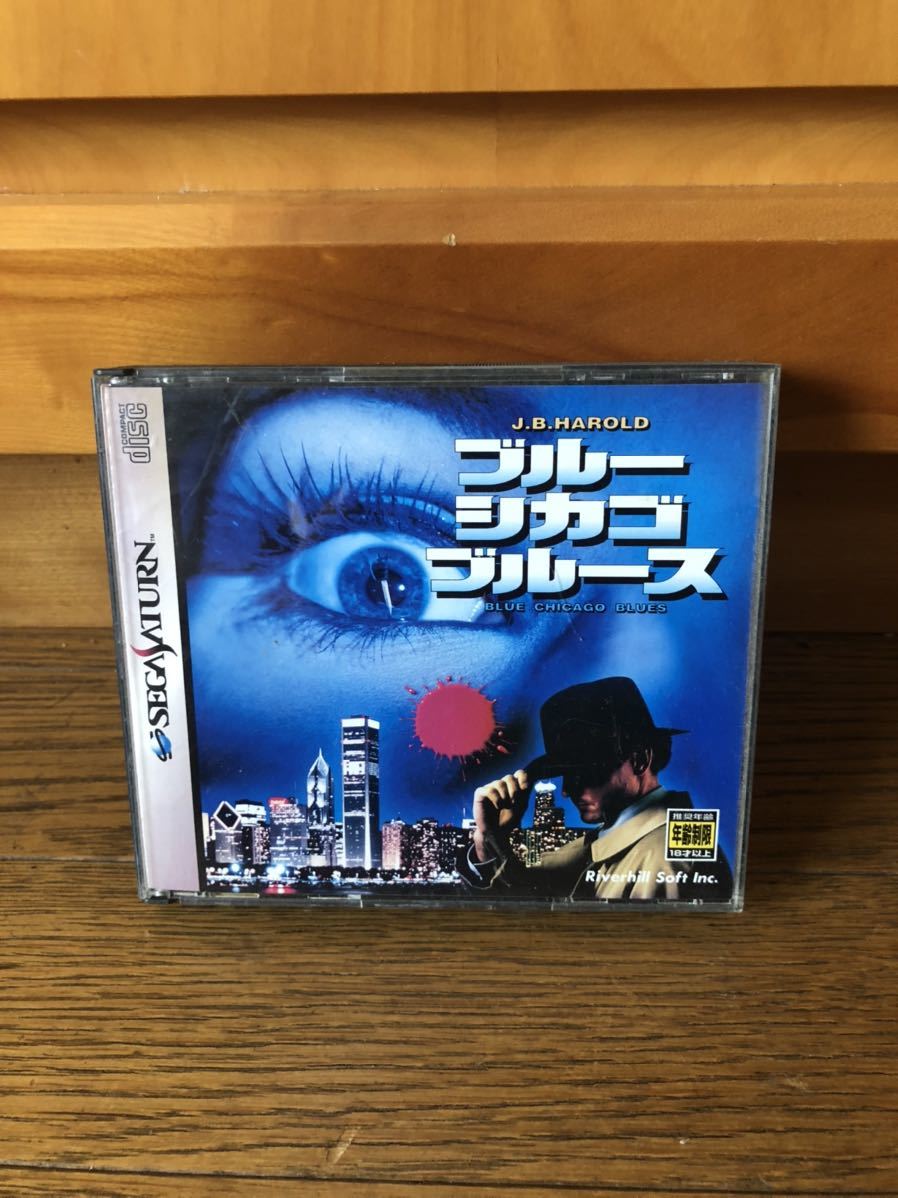 COMPACT
disc
SEGA SATURN™
J.B.HAROLD
ブルー
シカゴ
ブルース
BLUE CHICAGO BLUES
推奨年齢
年齢制限
18才以上
Riverhill Soft Inc.